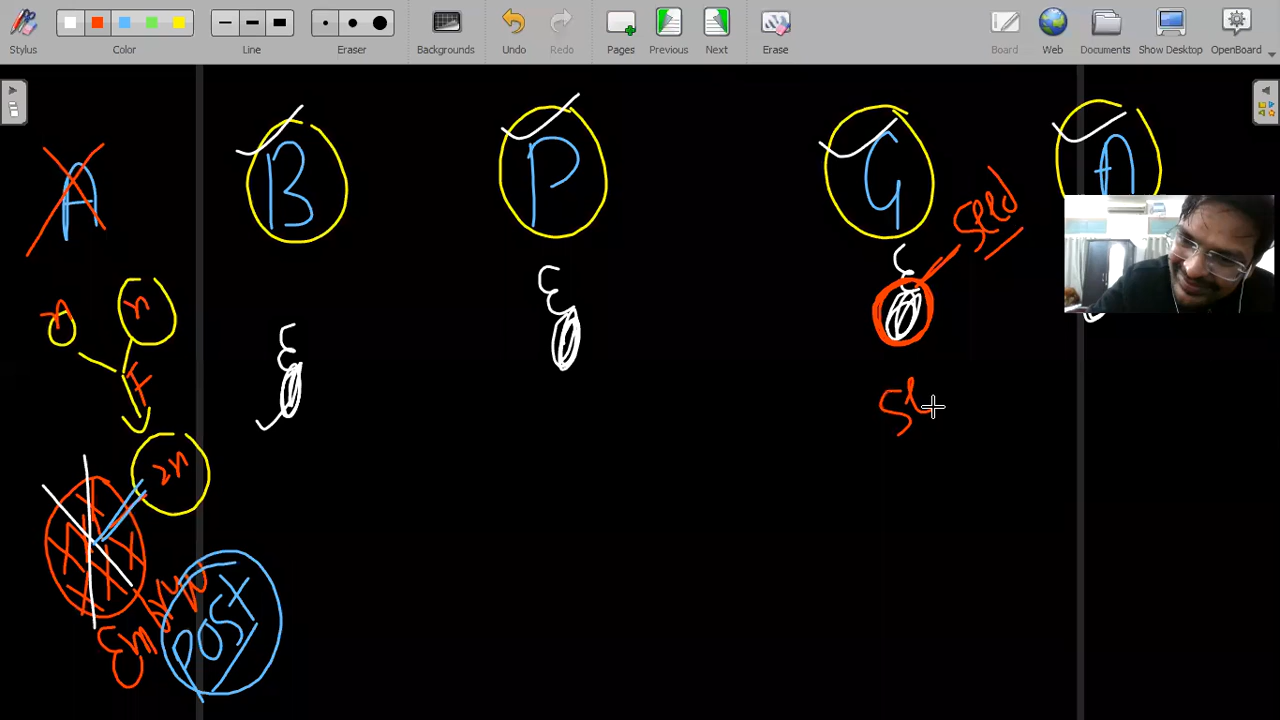 Stylus
Color
Line
Eraser
Backgrounds
Undo
Redo
Pages
Previous
Next
Erase
Board
Web
Documents
Show Desktop
OpenBoard
A
B
P
G
A
Seed
n
n
F
2n
Em
POST